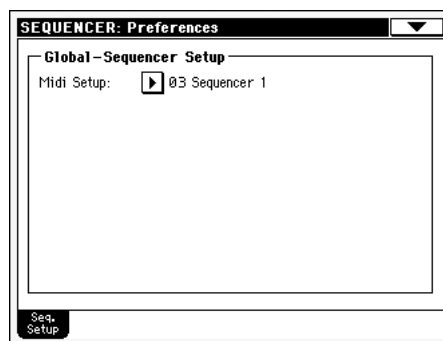 SEQUENCER: Preferences
Global-Sequencer Setup
Midi Setup: 03 Sequencer 1
Seq.
Setup